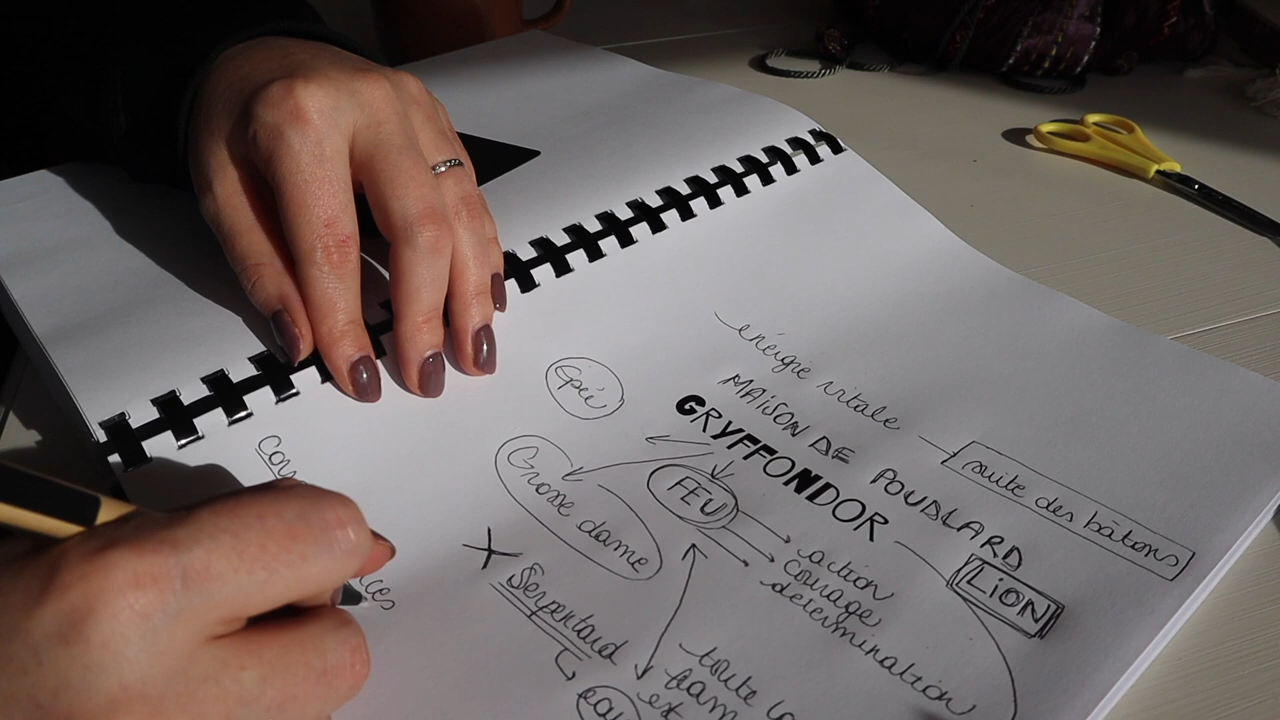 énergie vitale
suite des bâtons
MAISON DE POUDLARD
GRYFFONDOR
Épée
Grosse dame
FEU
LION
action
courage
détermination
X Serpentard
eau
toute la
est